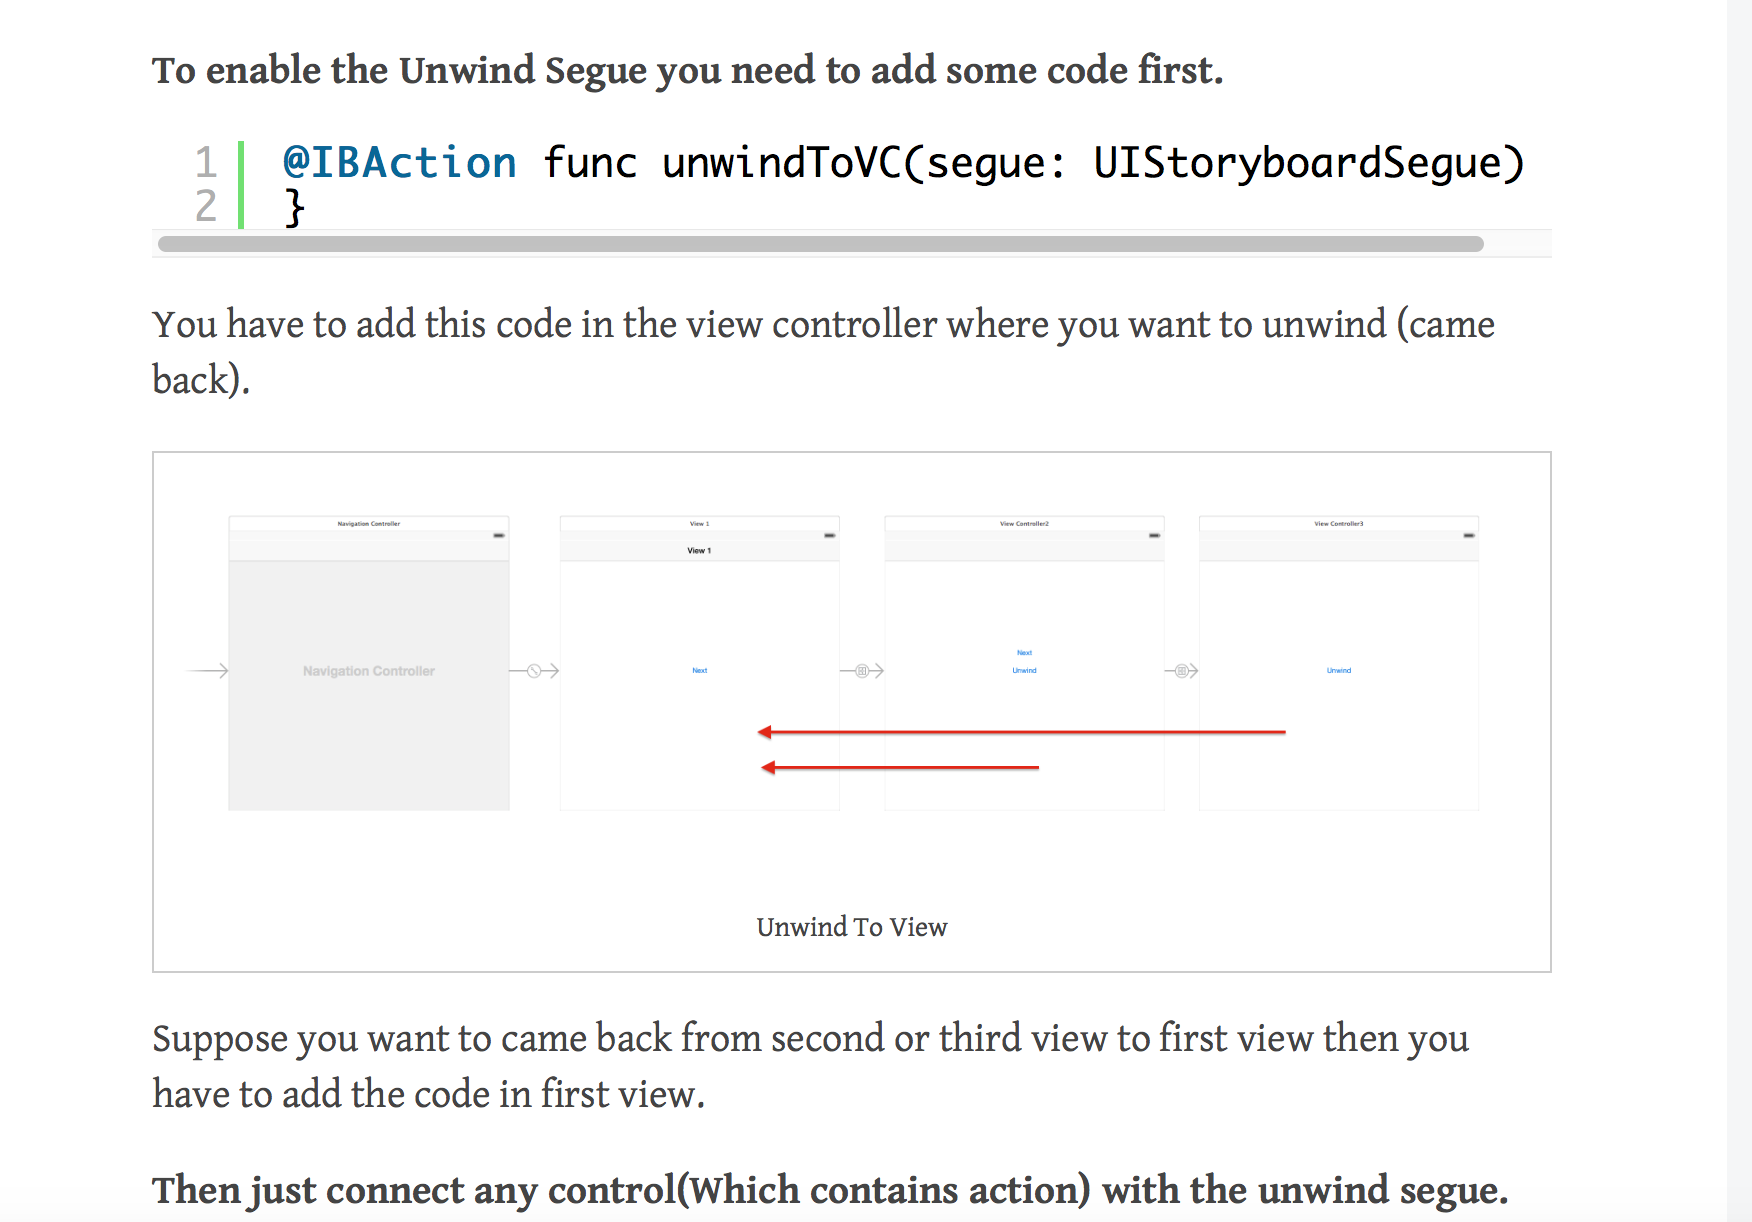 To enable the Unwind Segue you need to add some code first.
1 @IBAction func unwindToVC(segue: UIStoryboardSegue)
2 }
You have to add this code in the view controller where you want to unwind (came
back).
Navigation Controller
View 1
View Controller2
View Controller3
View 1
Navigation Controller
Next
Next
Unwind
Unwind
Unwind To View
Suppose you want to came back from second or third view to first view then you
have to add the code in first view.
Then just connect any control(Which contains action) with the unwind segue.